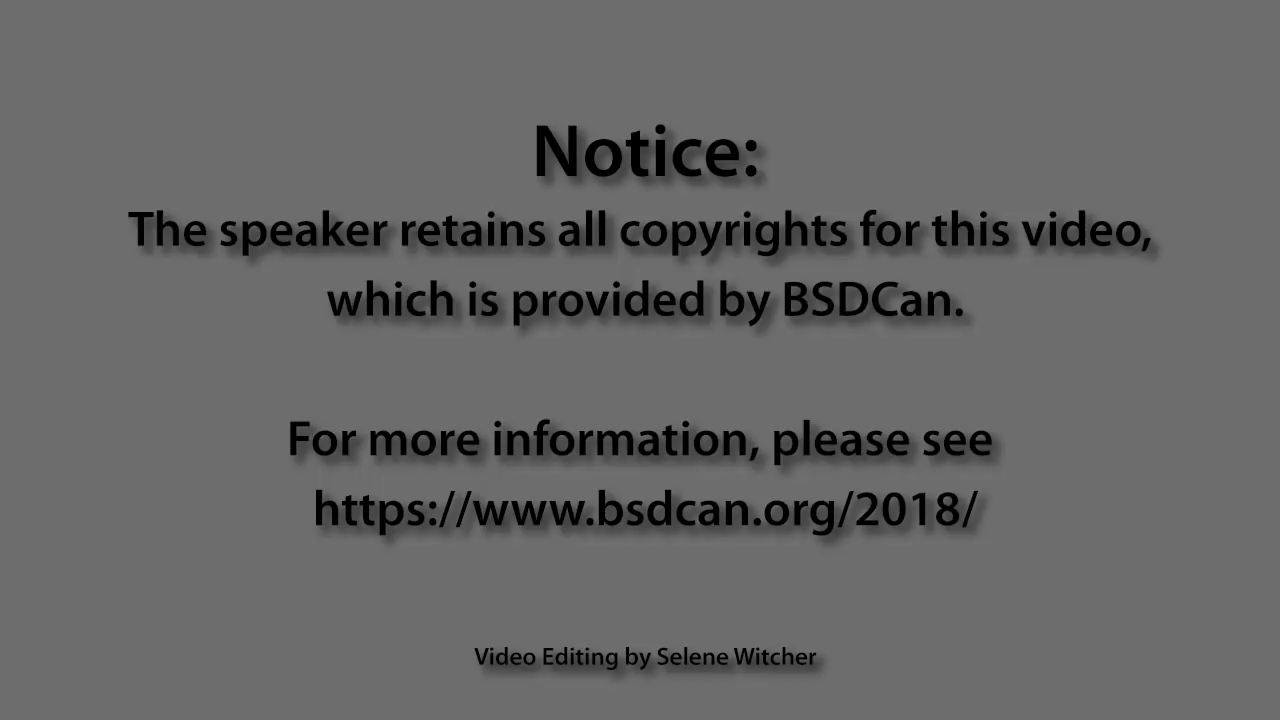 Notice:
The speaker retains all copyrights for this video,
which is provided by BSDCan.
For more information, please see
https://www.bsdcan.org/2018/
Video Editing by Selene Witcher